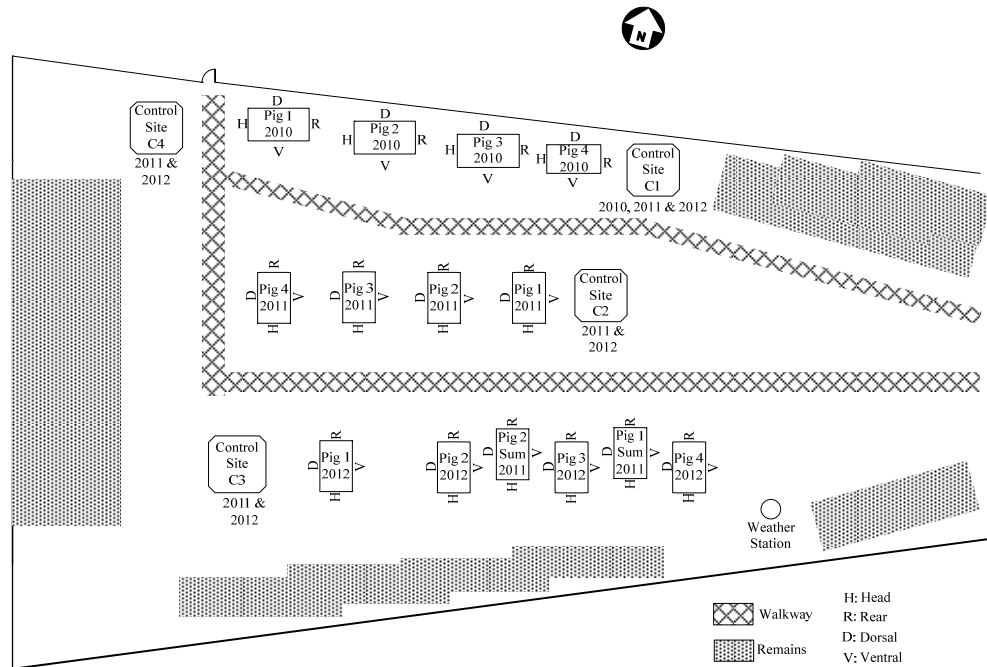 N
Control
Site
C4
2011 &
2012
D
H
Pig 1
2010
R
V
D
H
Pig 2
2010
R
V
D
H
Pig 3
2010
R
V
D
H
Pig 4
2010
R
V
Control
Site
C1
2010, 2011 & 2012
R
D
Pig 4
2011
V
H
R
D
Pig 3
2011
V
H
R
D
Pig 2
2011
V
H
R
D
Pig 1
2011
V
H
Control
Site
C2
2011 &
2012
Control
Site
C3
2011 &
2012
R
D
Pig 1
2012
V
H
R
D
Pig 2
2012
V
H
R
D
Pig 2
Sum
2011
V
H
R
D
Pig 3
2012
V
H
R
D
Pig 1
Sum
2011
V
H
R
D
Pig 4
2012
V
H
Weather
Station
Walkway
Remains
H: Head
R: Rear
D: Dorsal
V: Ventral